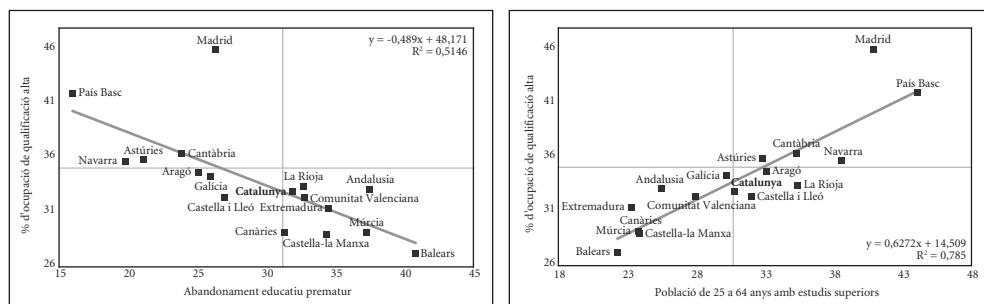 % d'ocupació de qualificació alta
46
41
36
31
26
y = -0,489x + 48,171
R² = 0,5146
Madrid
País Basc
Navarra
Astúries
Cantàbria
Aragó
Galícia
Castella i Lleó
Catalunya
La Rioja
Andalusia
Comunitat Valenciana
Extremadura
Canàries
Múrcia
Castella-la Manxa
Balears
15 20 25 30 35 40 45
Abandonament educatiu prematur
% d'ocupació de qualificació alta
46
41
36
31
26
Madrid
País Basc
Cantàbria
Astúries
Navarra
Aragó
Galícia
Andalusia
Catalunya
La Rioja
Castella i Lleó
Comunitat Valenciana
Extremadura
Canàries
Múrcia
Castella-la Manxa
Balears
y = 0,6272x + 14,509
R² = 0,785
18 23 28 33 38 43 48
Població de 25 a 64 anys amb estudis superiors